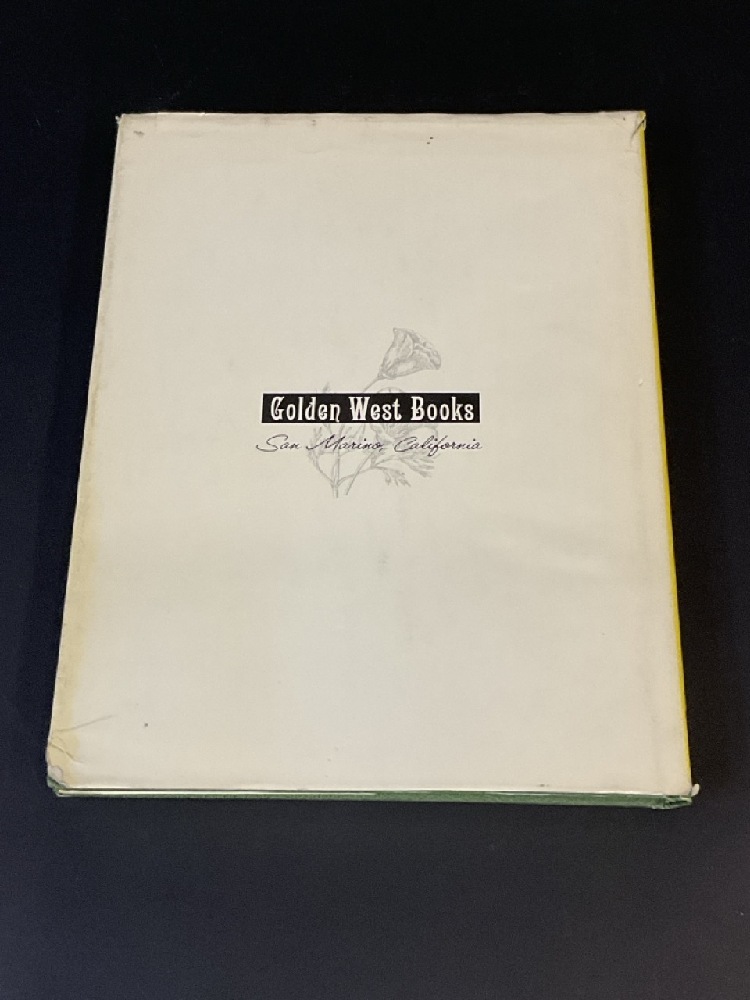 Golden West Books
San Marino, California